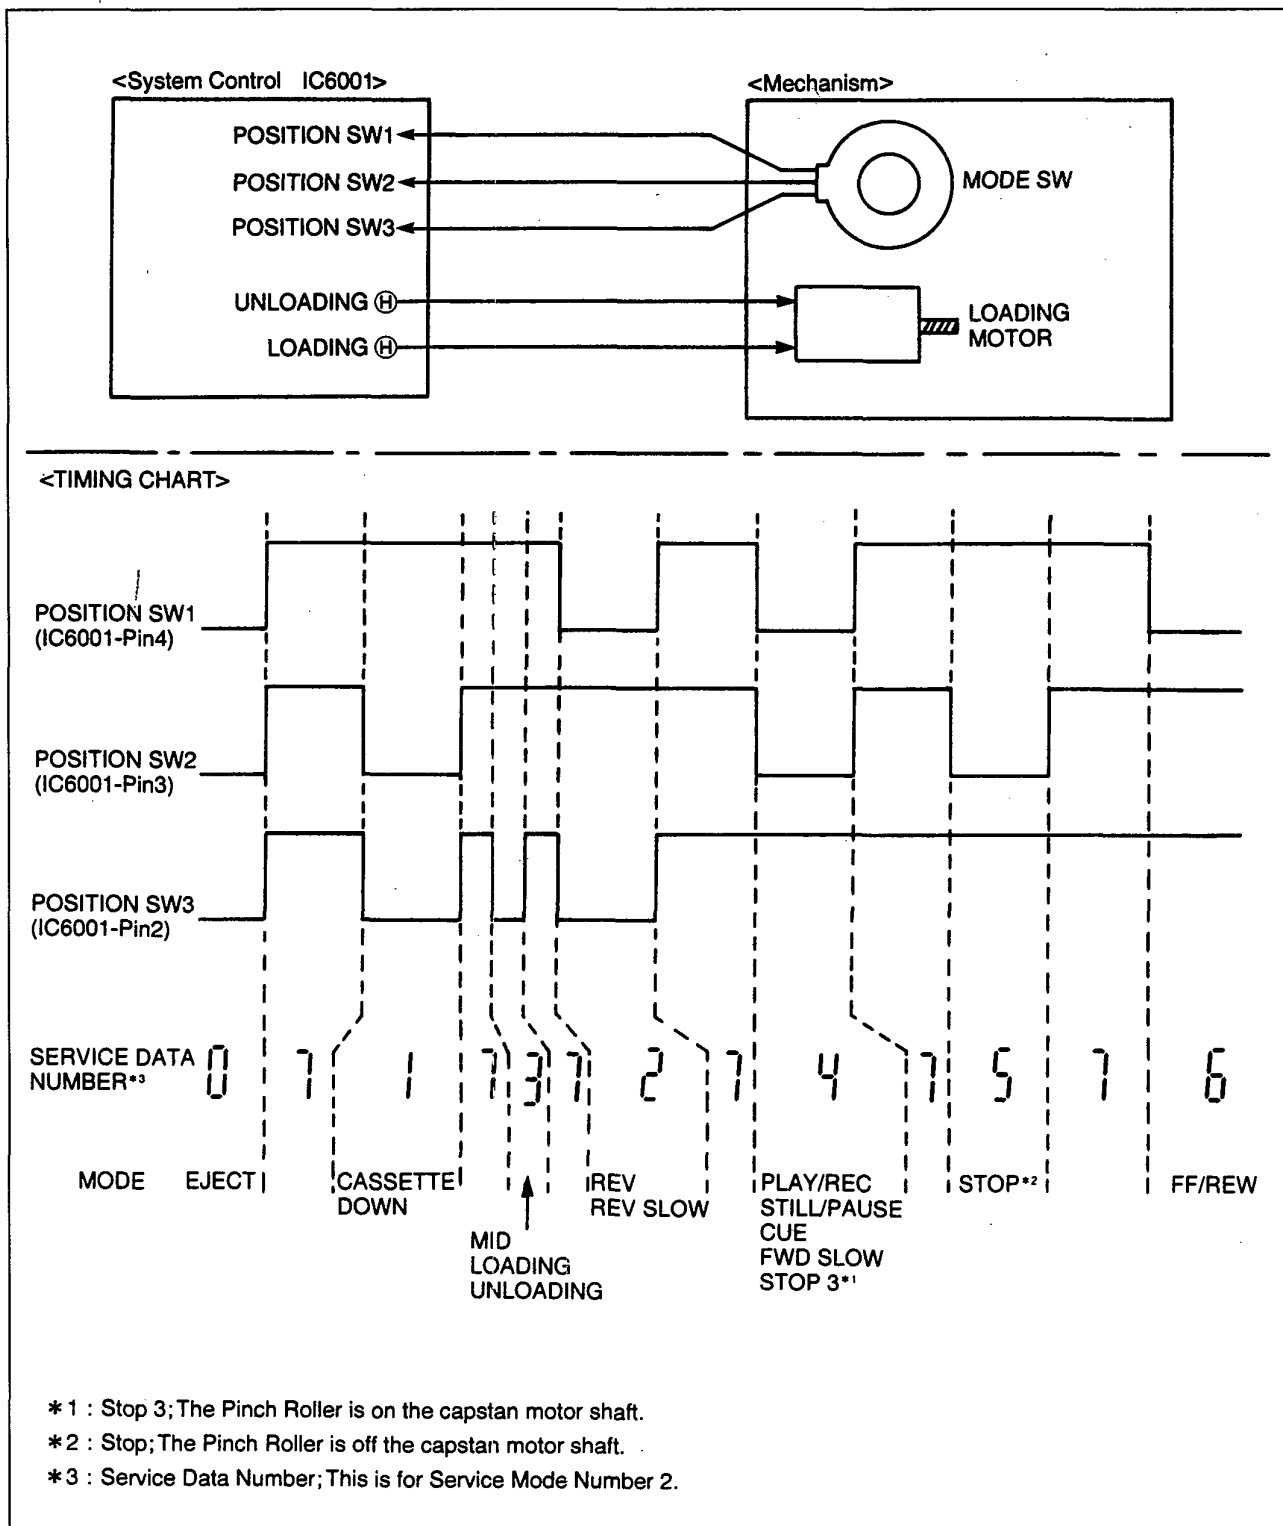 <System Control IC6001>
<Mechanism>
POSITION SW1
POSITION SW2
POSITION SW3
UNLOADING Ⓗ
LOADING Ⓗ
MODE SW
LOADING
MOTOR
<TIMING CHART>
POSITION SW1
(IC6001-Pin4)
POSITION SW2
(IC6001-Pin3)
POSITION SW3
(IC6001-Pin2)
SERVICE DATA
NUMBER*3
0 7 1 7 3 7 2 7 4 7 5 7 6
MODE EJECT
CASSETTE
DOWN
MID
LOADING
UNLOADING
REV
REV SLOW
PLAY/REC
STILL/PAUSE
CUE
FWD SLOW
STOP 3*1
STOP*2
FF/REW
*1 : Stop 3; The Pinch Roller is on the capstan motor shaft.
*2 : Stop; The Pinch Roller is off the capstan motor shaft.
*3 : Service Data Number; This is for Service Mode Number 2.